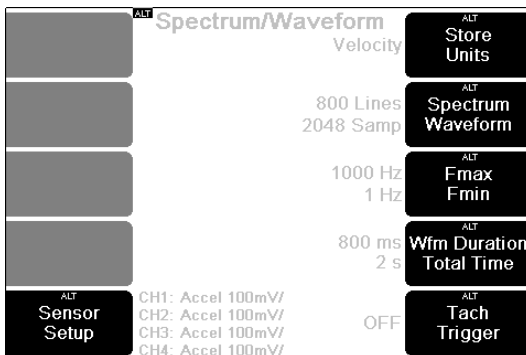 ALT Spectrum/Waveform
Velocity
ALT
Store
Units
800 Lines
2048 Samp
ALT
Spectrum
Waveform
1000 Hz
1 Hz
ALT
Fmax
Fmin
800 ms
2 s
ALT
Wfm Duration
Total Time
ALT
Sensor
Setup
CH1: Accel 100mV/
CH2: Accel 100mV/
CH3: Accel 100mV/
CH4: Accel 100mV/
OFF
ALT
Tach
Trigger